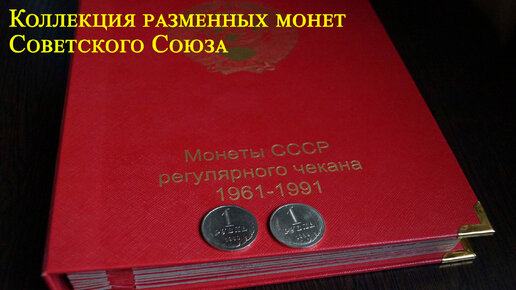 Коллекция разменных монет
Советского Союза
Монеты СССР
регулярного чекана
1961-1991
1
РУБЛЬ
1
РУБЛЬ